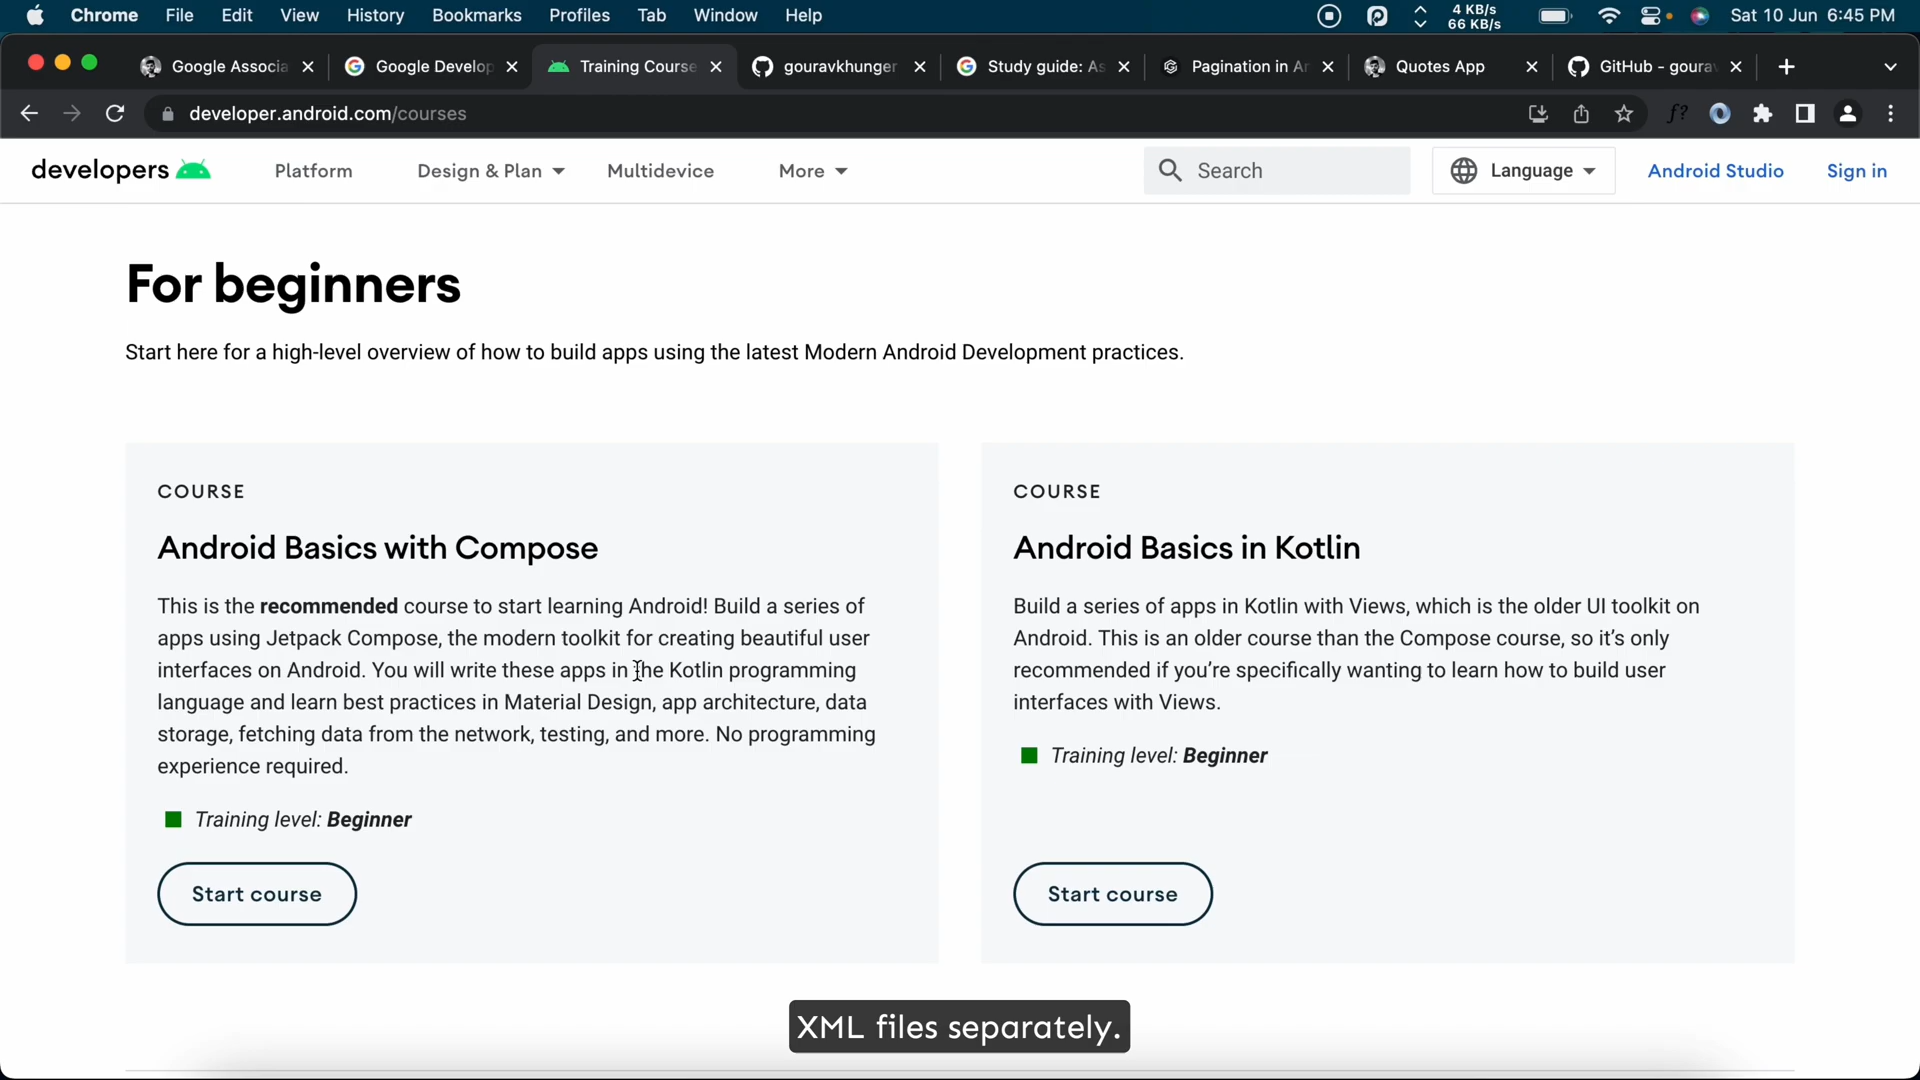 Chrome File Edit View History Bookmarks Profiles Tab Window Help 4 KB/s Sat 10 Jun 6:45 PM
66 KB/s
Google Associa Google Develop Training Course gouravkhunger Study guide: As Pagination in An Quotes App GitHub - gourav
developer.android.com/courses f?
developers Platform Design & Plan Multidevice More Search Language Android Studio Sign in
For beginners
Start here for a high-level overview of how to build apps using the latest Modern Android Development practices.
COURSE
Android Basics with Compose
This is the recommended course to start learning Android! Build a series of
apps using Jetpack Compose, the modern toolkit for creating beautiful user
interfaces on Android. You will write these apps in the Kotlin programming
language and learn best practices in Material Design, app architecture, data
storage, fetching data from the network, testing, and more. No programming
experience required.
Training level: Beginner
Start course
COURSE
Android Basics in Kotlin
Build a series of apps in Kotlin with Views, which is the older UI toolkit on
Android. This is an older course than the Compose course, so it's only
recommended if you're specifically wanting to learn how to build user
interfaces with Views.
Training level: Beginner
Start course
XML files separately.